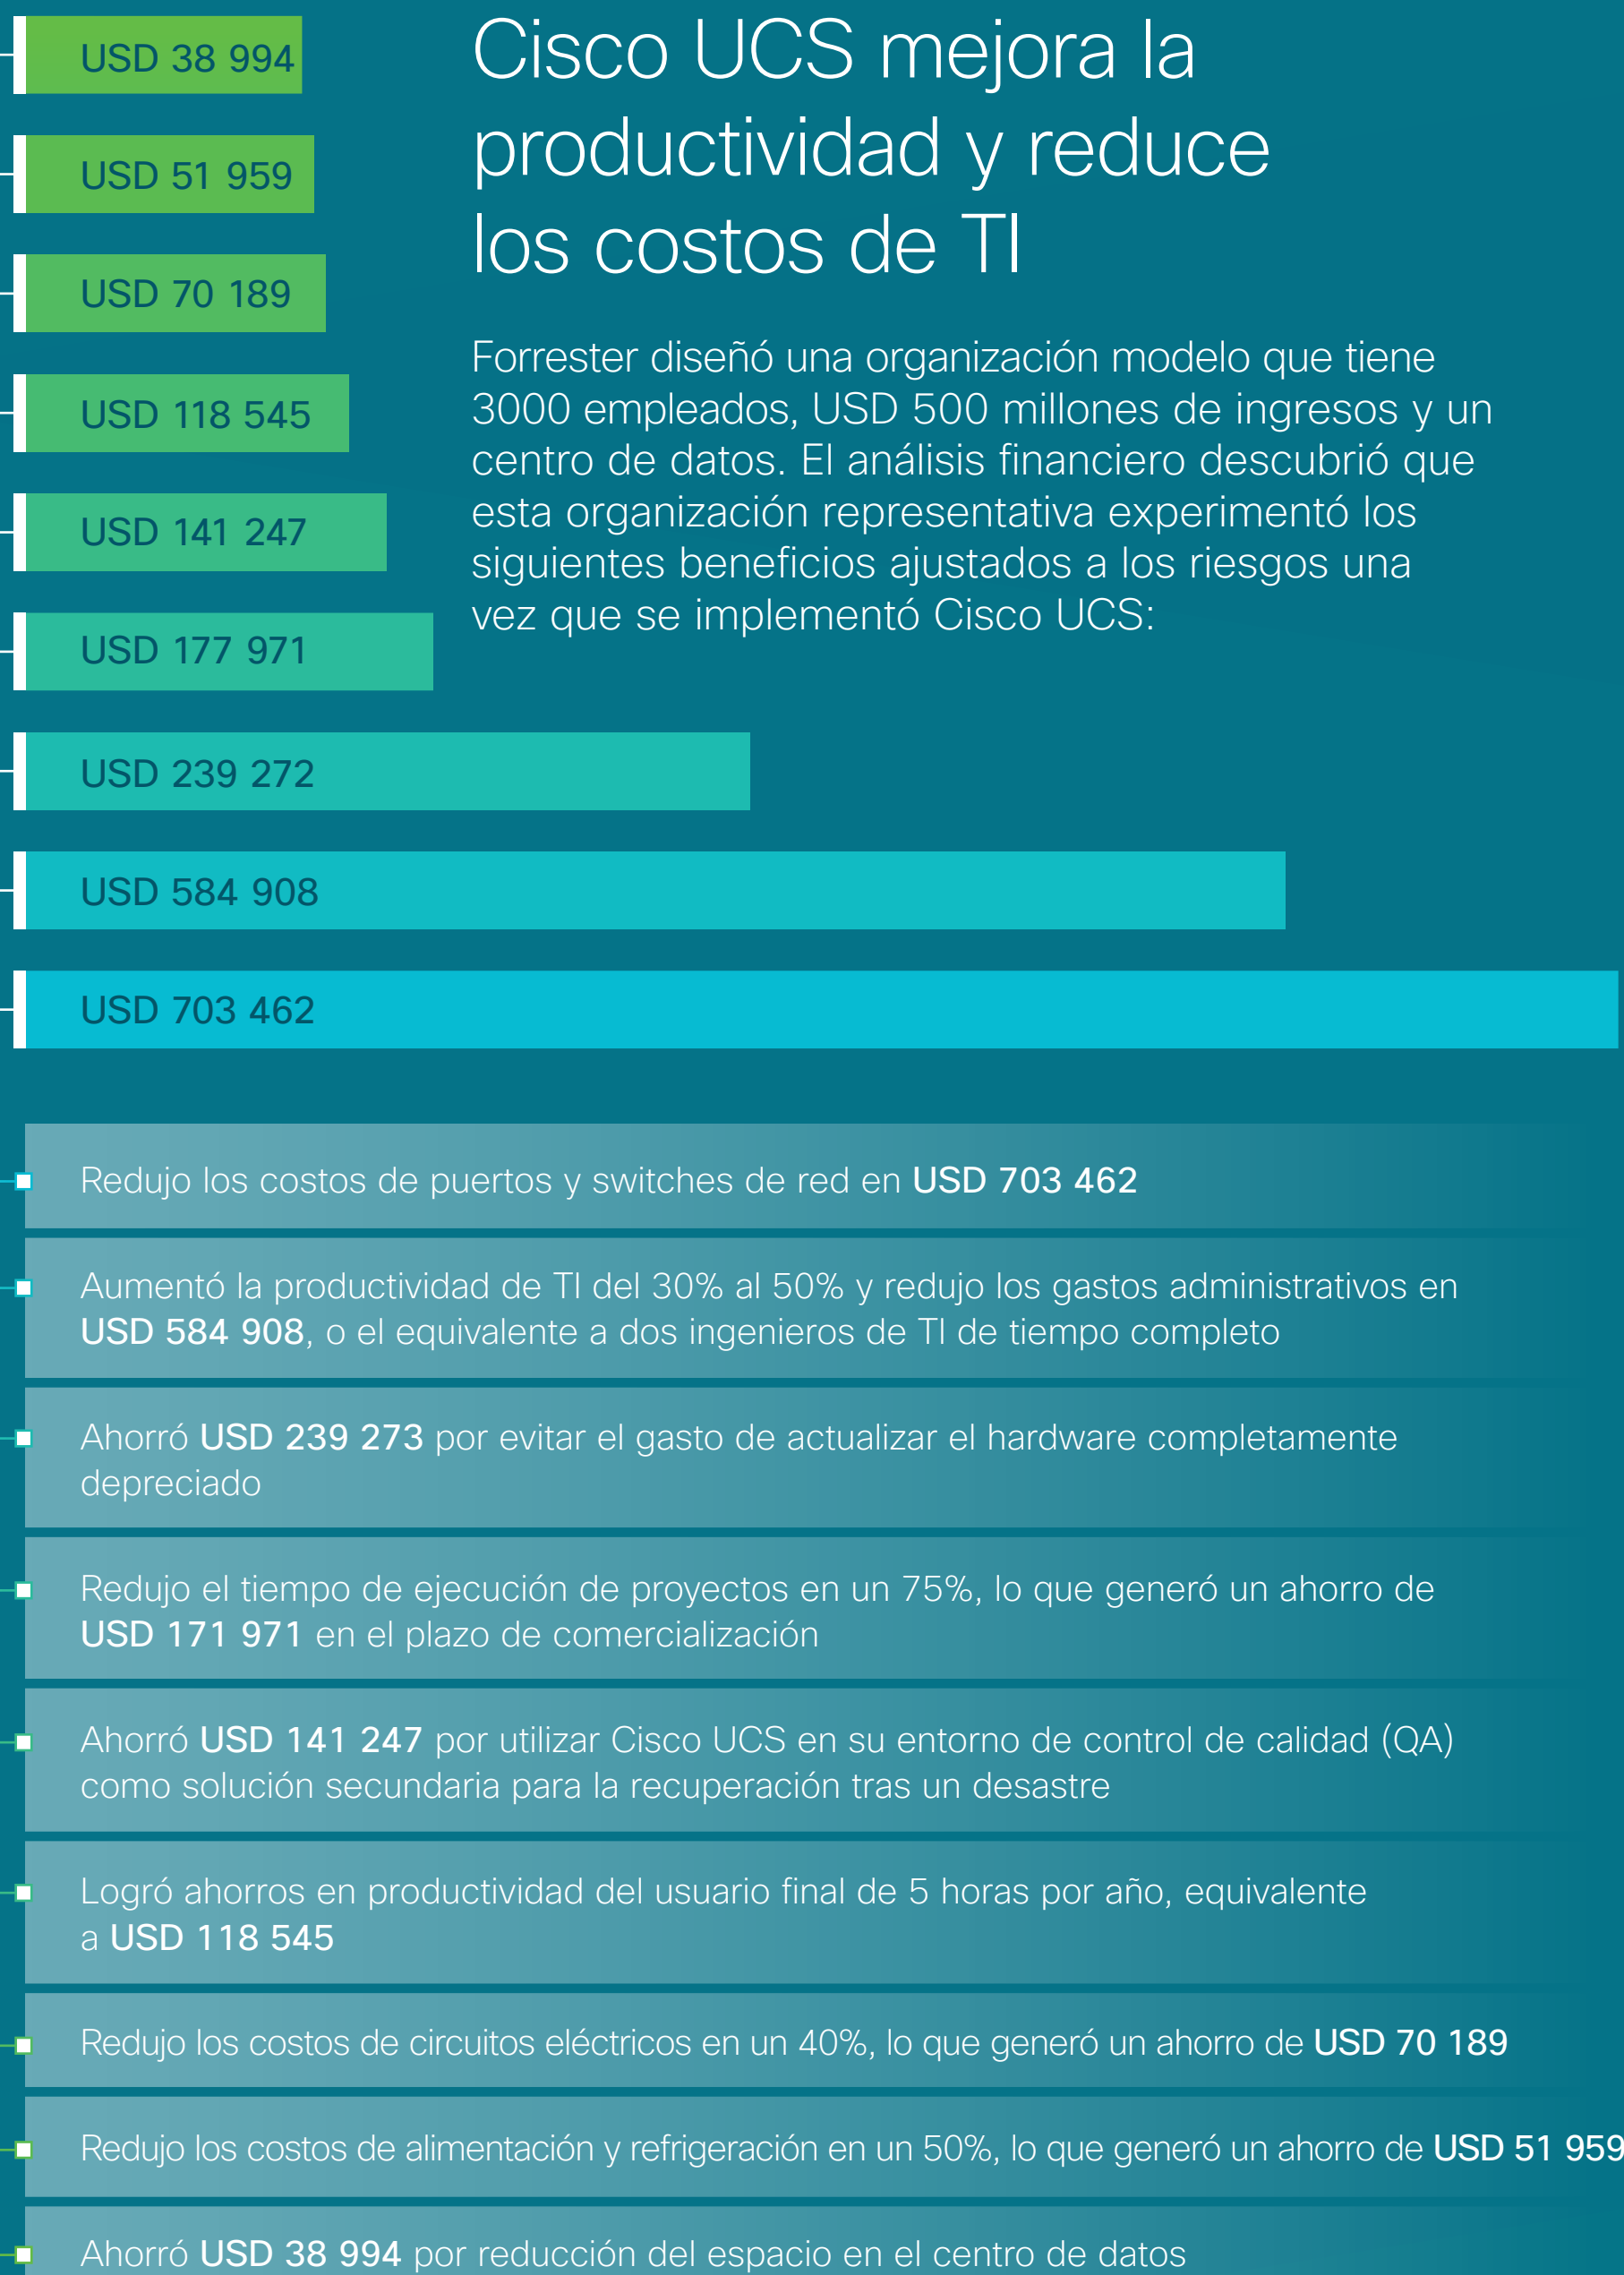 Cisco UCS mejora la
productividad y reduce
los costos de TI
Forrester diseñó una organización modelo que tiene
3000 empleados, USD 500 millones de ingresos y un
centro de datos. El análisis financiero descubrió que
esta organización representativa experimentó los
siguientes beneficios ajustados a los riesgos una
vez que se implementó Cisco UCS:
USD 38 994
USD 51 959
USD 70 189
USD 118 545
USD 141 247
USD 177 971
USD 239 272
USD 584 908
USD 703 462
Redujo los costos de puertos y switches de red en USD 703 462
Aumentó la productividad de TI del 30% al 50% y redujo los gastos administrativos en
USD 584 908, o el equivalente a dos ingenieros de TI de tiempo completo
Ahorró USD 239 273 por evitar el gasto de actualizar el hardware completamente
depreciado
Redujo el tiempo de ejecución de proyectos en un 75%, lo que generó un ahorro de
USD 171 971 en el plazo de comercialización
Ahorró USD 141 247 por utilizar Cisco UCS en su entorno de control de calidad (QA)
como solución secundaria para la recuperación tras un desastre
Logró ahorros en productividad del usuario final de 5 horas por año, equivalente
a USD 118 545
Redujo los costos de circuitos eléctricos en un 40%, lo que generó un ahorro de USD 70 189
Redujo los costos de alimentación y refrigeración en un 50%, lo que generó un ahorro de USD 51 959
Ahorró USD 38 994 por reducción del espacio en el centro de datos